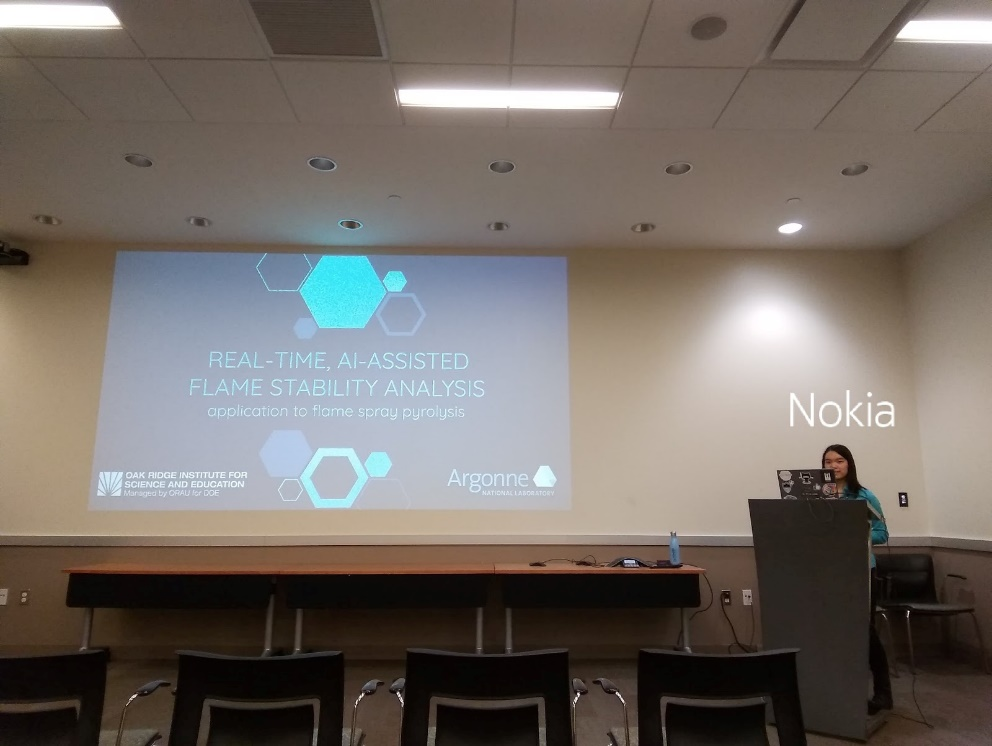 REAL-TIME, AI-ASSISTED
FLAME STABILITY ANALYSIS
application to flame spray pyrolysis
OAK RIDGE INSTITUTE FOR
SCIENCE AND EDUCATION
Managed by ORAU for DOE
Argonne
NATIONAL LABORATORY
Nokia